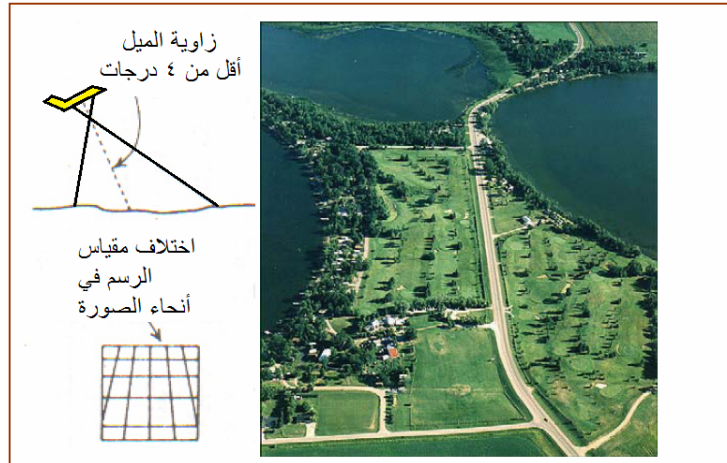 زاوية الميل
أقل من ٤ درجات
اختلاف مقياس
الرسم في
أنحاء الصورة